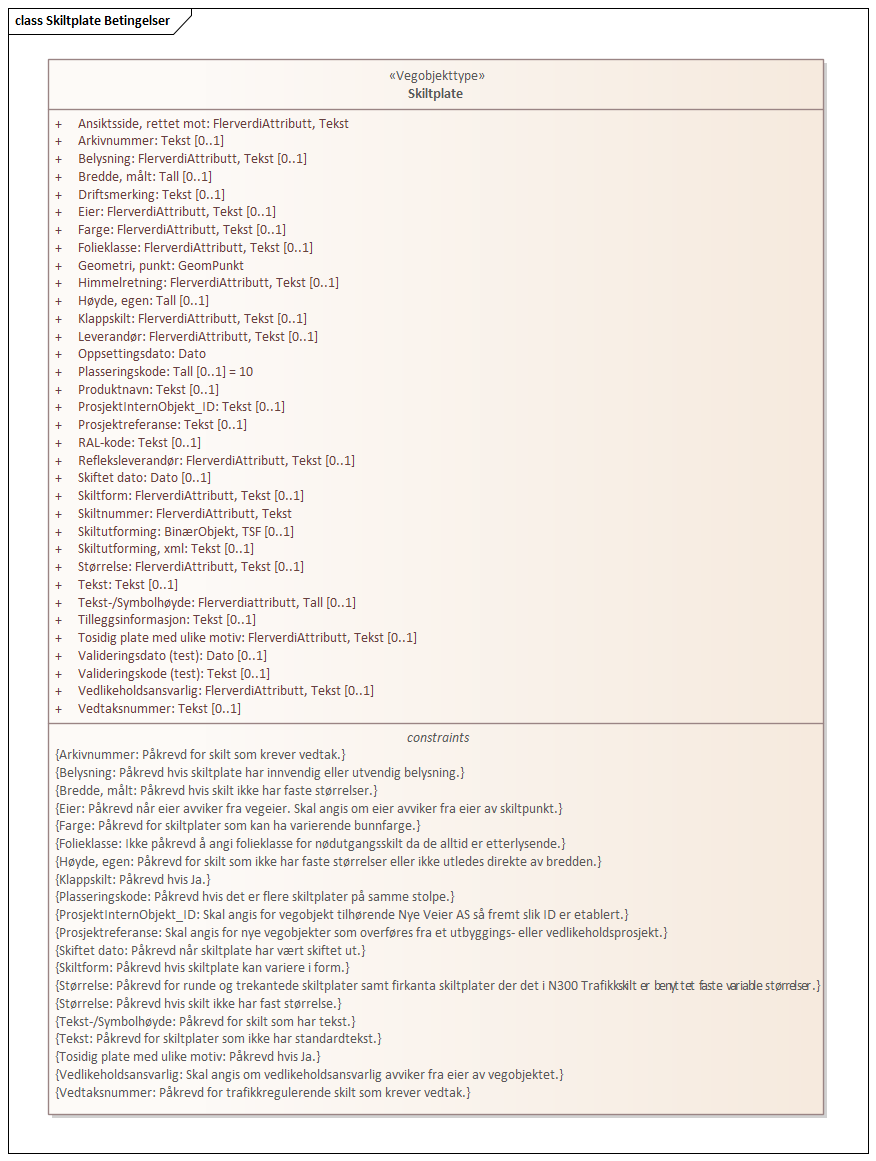 class Skiltplate Betingelser
«Vegobjekttype»
Skiltplate
+ Ansiktsside, rettet mot: FlerverdiAttributt, Tekst
+ Arkivnummer: Tekst [0..1]
+ Belysning: FlerverdiAttributt, Tekst [0..1]
+ Bredde, målt: Tall [0..1]
+ Driftsmerking: Tekst [0..1]
+ Eier: FlerverdiAttributt, Tekst [0..1]
+ Farge: FlerverdiAttributt, Tekst [0..1]
+ Folieklasse: FlerverdiAttributt, Tekst [0..1]
+ Geometri, punkt: GeomPunkt
+ Himmelretning: FlerverdiAttributt, Tekst [0..1]
+ Høyde, egen: Tall [0..1]
+ Klappskilt: FlerverdiAttributt, Tekst [0..1]
+ Leverandør: FlerverdiAttributt, Tekst [0..1]
+ Oppsettingsdato: Dato
+ Plasseringskode: Tall [0..1] = 10
+ Produktnavn: Tekst [0..1]
+ ProsjektInternObjekt_ID: Tekst [0..1]
+ Prosjektreferanse: Tekst [0..1]
+ RAL-kode: Tekst [0..1]
+ Refleksleverandør: FlerverdiAttributt, Tekst [0..1]
+ Skiftet dato: Dato [0..1]
+ Skiltform: FlerverdiAttributt, Tekst [0..1]
+ Skiltnummer: FlerverdiAttributt, Tekst
+ Skiltutforming: BinærObjekt, TSF [0..1]
+ Skiltutforming, xml: Tekst [0..1]
+ Størrelse: FlerverdiAttributt, Tekst [0..1]
+ Tekst: Tekst [0..1]
+ Tekst-/Symbolhøyde: Flerverdiattributt, Tall [0..1]
+ Tilleggsinformasjon: Tekst [0..1]
+ Tosidig plate med ulike motiv: FlerverdiAttributt, Tekst [0..1]
+ Valideringsdato (test): Dato [0..1]
+ Valideringskode (test): Tekst [0..1]
+ Vedlikeholdsansvarlig: FlerverdiAttributt, Tekst [0..1]
+ Vedtaksnummer: Tekst [0..1]
constraints
{Arkivnummer: Påkrevd for skilt som krever vedtak.}
{Belysning: Påkrevd hvis skiltplate har innvendig eller utvendig belysning.}
{Bredde, målt: Påkrevd hvis skilt ikke har faste størrelser.}
{Eier: Påkrevd når eier avviker fra vegeier. Skal angis om eier avviker fra eier av skiltpunkt.}
{Farge: Påkrevd for skiltplater som kan ha varierende bunnfarge.}
{Folieklasse: Ikke påkrevd å angi folieklasse for nødutgangsskilt da de alltid er etterlysende.}
{Høyde, egen: Påkrevd for skilt som ikke har faste størrelser eller ikke utledes direkte av bredden.}
{Klappskilt: Påkrevd hvis Ja.}
{Plasseringskode: Påkrevd hvis det er flere skiltplater på samme stolpe.}
{ProsjektInternObjekt_ID: Skal angis for vegobjekt tilhørende Nye Veier AS så fremt slik ID er etablert.}
{Prosjektreferanse: Skal angis for nye vegobjekter som overføres fra et utbyggings- eller vedlikeholdsprosjekt.}
{Skiftet dato: Påkrevd når skiltplate har vært skiftet ut.}
{Skiltform: Påkrevd hvis skiltplate kan variere i form.}
{Størrelse: Påkrevd for runde og trekantede skiltplater samt firkanta skiltplater der det i N300 Trafikkskilt er benyttet faste variable størrelser.}
{Størrelse: Påkrevd hvis skilt ikke har fast størrelse.}
{Tekst-/Symbolhøyde: Påkrevd for skilt som har tekst.}
{Tekst: Påkrevd for skiltplater som ikke har standardtekst.}
{Tosidig plate med ulike motiv: Påkrevd hvis Ja.}
{Vedlikeholdsansvarlig: Skal angis om vedlikeholdsansvarlig avviker fra eier av vegobjektet.}
{Vedtaksnummer: Påkrevd for trafikkregulerende skilt som krever vedtak.}